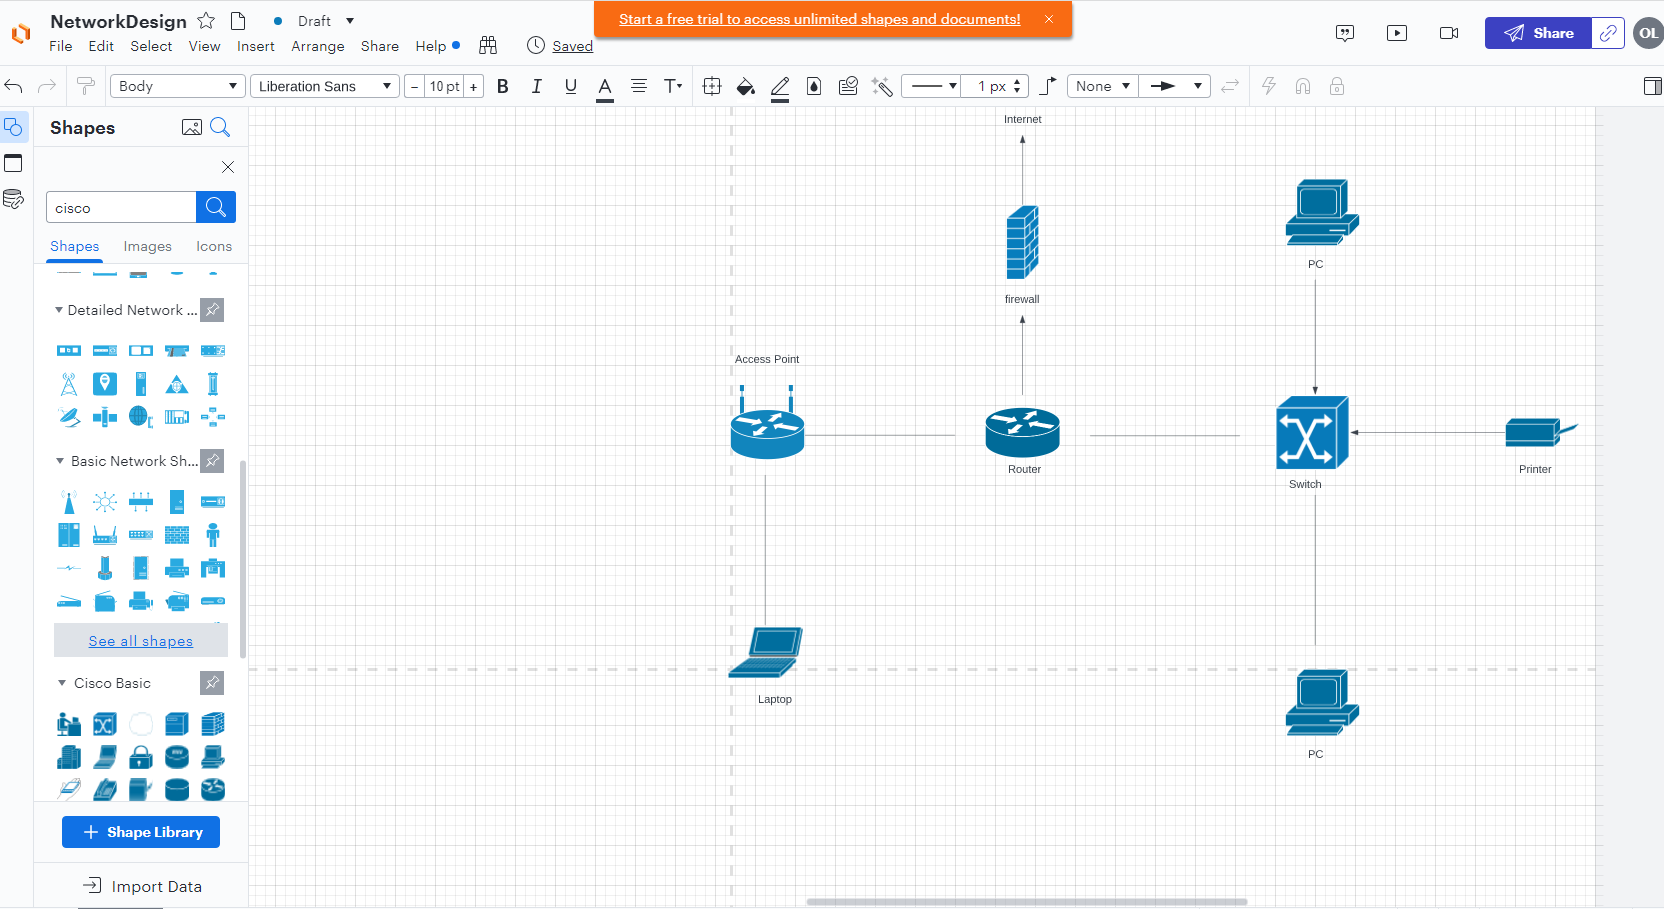 NetworkDesign
Draft
Start a free trial to access unlimited shapes and documents!
File Edit Select View Insert Arrange Share Help
Saved
Share
OL
Body
Liberation Sans
− 10 pt +
B I U A T
1 px
None
Shapes
cisco
Shapes Images Icons
Detailed Network ...
Basic Network Sh...
See all shapes
Cisco Basic
+ Shape Library
Import Data
Internet
firewall
PC
Access Point
Router
Switch
Printer
Laptop
PC